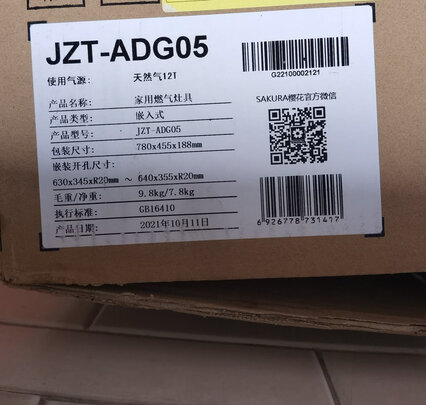 JZT-ADG05
使用气源： 天然气12T
G22100002121
产品名称： 家用燃气灶具
SAKURA樱花官方微信
产品类型： 嵌入式
产品型号： JZT-ADG05
包装尺寸： 780x455x188mm
嵌装开孔尺寸：
630x345xR20mm ～ 640x355xR20mm
毛重/净重： 9.8kg/7.8kg
执行标准： GB16410
产品日期： 2021年10月11日
6926778731417